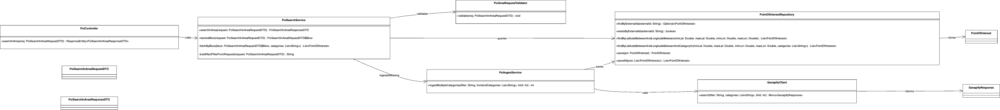 PoiController
+searchInArea(req: PoiSearchInAreaRequestDTO) : ResponseEntity<PoiSearchInAreaResponseDTO>
calls
PoiSearchService
+searchInArea(request: PoiSearchInAreaRequestDTO) : PoiSearchInAreaResponseDTO
-resolveBbox(request: PoiSearchInAreaRequestDTO) : PoiSearchInAreaRequestDTO$Bbox
-fetchByBbox(bbox: PoiSearchInAreaRequestDTO$Bbox, categories: List<String<) : List>PointOfInterest>
-buildRectFilterFromRequest(request: PoiSearchInAreaRequestDTO) : String
validates
PoiAreaRequestValidator
+validate(req: PoiSearchInAreaRequestDTO) : void
queries
PointOfInterestRepository
+findByExternalId(externalId: String) : Optional<PointOfInterest>
+existsByExternalId(externalId: String) : boolean
+findByLatitudeBetweenAndLongitudeBetween(minLat: Double, maxLat: Double, minLon: Double, maxLon: Double) : List<PointOfInterest>
+findByLatitudeBetweenAndLongitudeBetweenAndCategoryIn(minLat: Double, maxLat: Double, minLon: Double, maxLon: Double, categories: List<String<) : List>PointOfInterest>
+save(poi: PointOfInterest) : PointOfInterest
+saveAll(pois: List<PointOfInterest<) : List>PointOfInterest>
stores
PointOfInterest
PoiSearchInAreaRequestDTO
PoiSearchInAreaResponseDTO
ingestsIfMissing
PoiIngestService
+ingestMultipleCategories(filter: String, frontendCategories: List<String>, limit: int) : int
saves
calls
GeoapifyClient
+search(filter: String, categories: List<String<, limit: int) : Mono>GeoapifyResponse>
returns
GeoapifyResponse